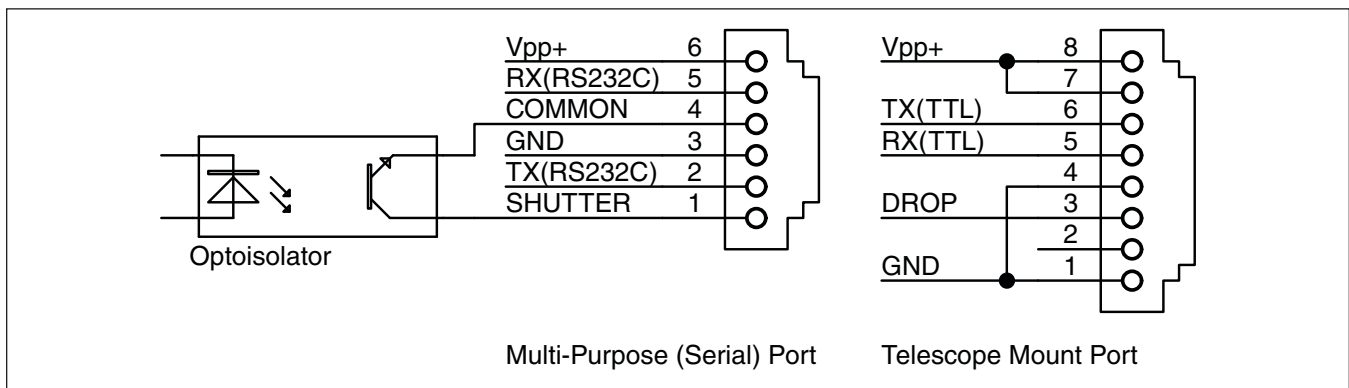 Vpp+ 6
RX(RS232C) 5
COMMON 4
GND 3
TX(RS232C) 2
SHUTTER 1
Optoisolator
Multi-Purpose (Serial) Port
Vpp+ 8
7
TX(TTL) 6
RX(TTL) 5
4
DROP 3
2
GND 1
Telescope Mount Port